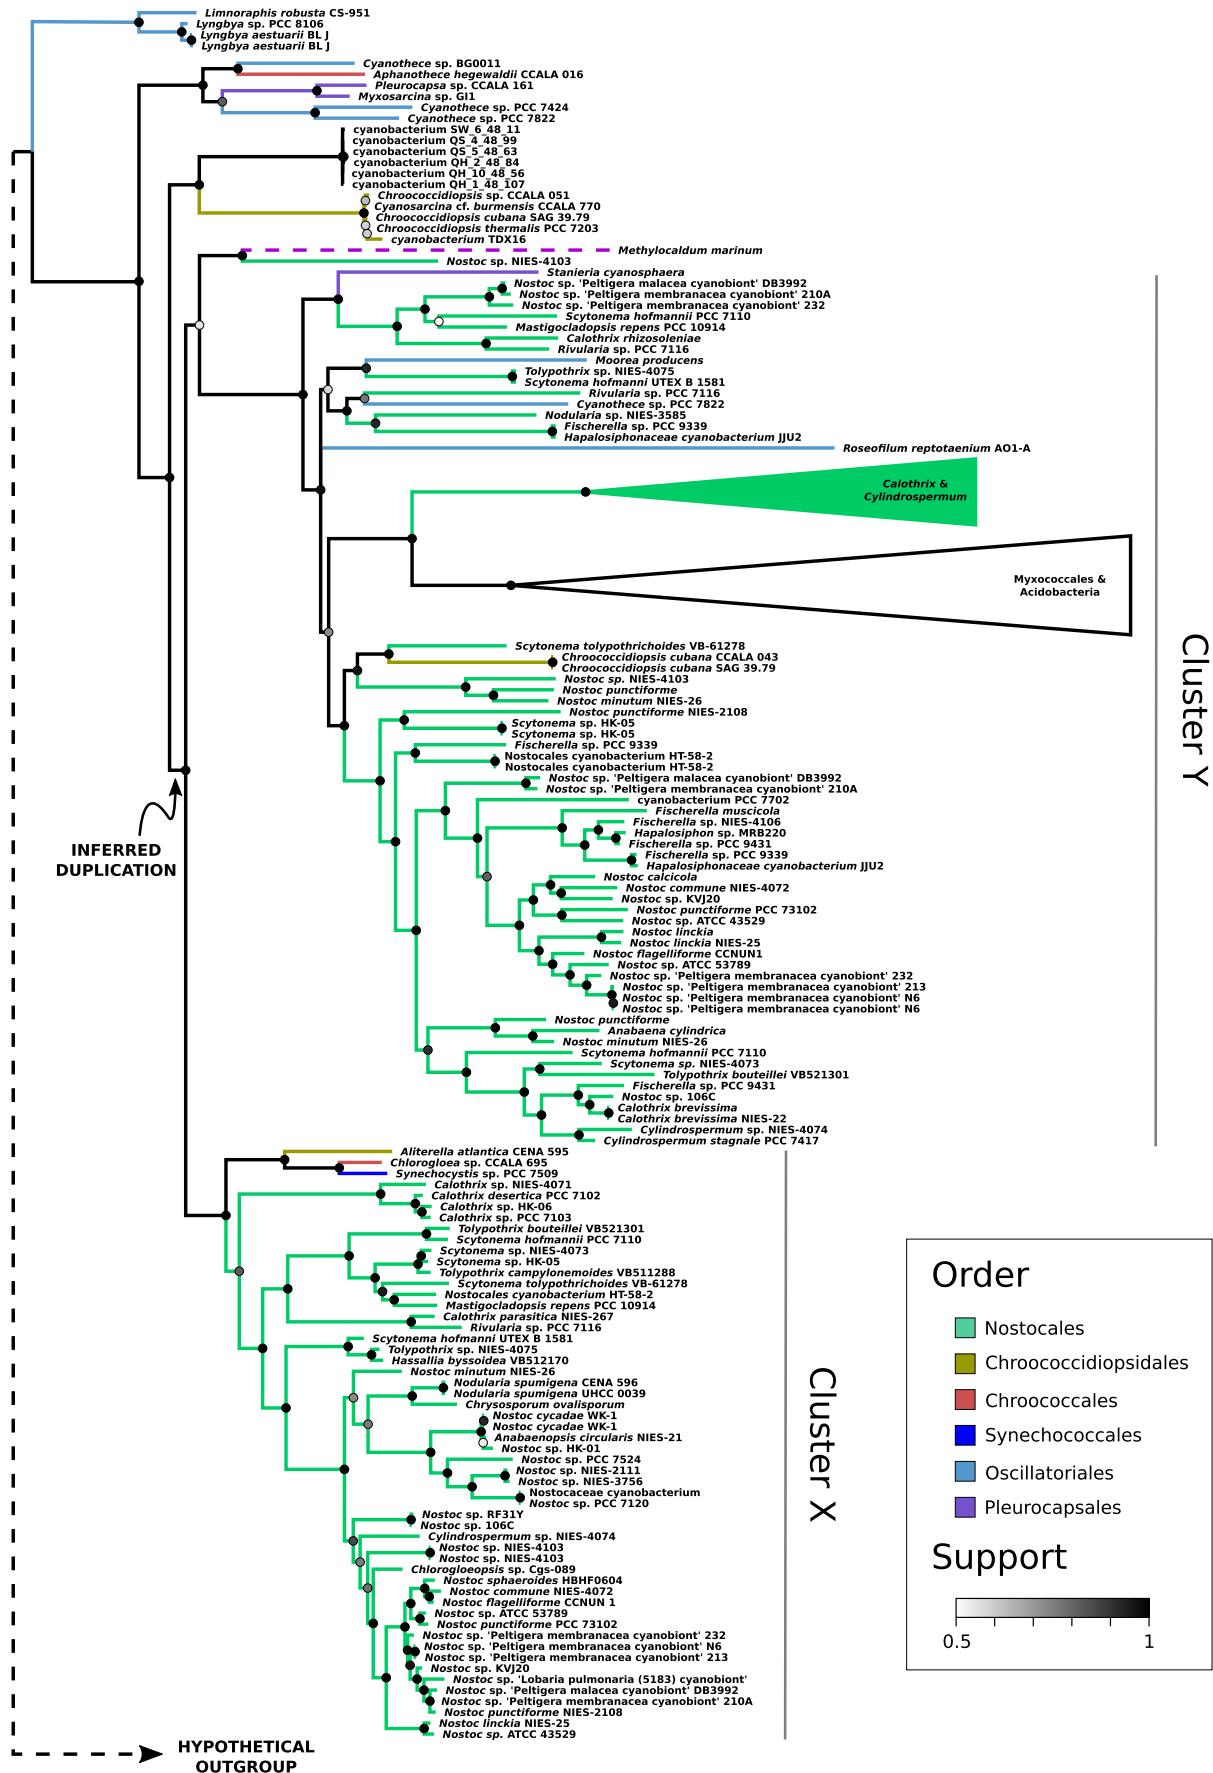 Limnoraphis robusta CS-951
Lyngbya sp. PCC 8106
Lyngbya aestuarii BL J
Lyngbya aestuarii BL J
Cyanothece sp. BG0011
Aphanothece hegewaldii CCALA 016
Pleurocapsa sp. CCALA 161
Myxosarcina sp. GI1
Cyanothece sp. PCC 7424
Cyanothece sp. PCC 7822
cyanobacterium SW_6_48_11
cyanobacterium QS_4_48_99
cyanobacterium QS_5_48_63
cyanobacterium QH_2_48_84
cyanobacterium QH_10_48_56
cyanobacterium QH_1_48_107
Chroococcidiopsis sp. CCALA 051
Cyanosarcina cf. burmensis CCALA 770
Chroococcidiopsis cubana SAG 39.79
Chroococcidiopsis thermalis PCC 7203
cyanobacterium TDX16
Methylocaldum marinum
Nostoc sp. NIES-4103
Stanieria cyanosphaera
Nostoc sp. 'Peltigera malacea cyanobiont' DB3992
Nostoc sp. 'Peltigera membranacea cyanobiont' 210A
Nostoc sp. 'Peltigera membranacea cyanobiont' 232
Scytonema hofmannii PCC 7110
Mastigocladopsis repens PCC 10914
Calothrix rhizosoleniae
Rivularia sp. PCC 7116
Moorea producens
Tolypothrix sp. NIES-4075
Scytonema hofmanni UTEX B 1581
Rivularia sp. PCC 7116
Cyanothece sp. PCC 7822
Nodularia sp. NIES-3585
Fischerella sp. PCC 9339
Hapalosiphonaceae cyanobacterium JJU2
Roseofilum reptotaenium AO1-A
Calothrix &
Cylindrospermum
Myxococcales &
Acidobacteria
Cluster Y
Scytonema tolypothrichoides VB-61278
Chroococcidiopsis cubana CCALA 043
Chroococcidiopsis cubana SAG 39.79
Nostoc sp. NIES-4103
Nostoc punctiforme
Nostoc minutum NIES-26
Nostoc punctiforme NIES-2108
Scytonema sp. HK-05
Scytonema sp. HK-05
Fischerella sp. PCC 9339
Nostocales cyanobacterium HT-58-2
Nostocales cyanobacterium HT-58-2
Nostoc sp. 'Peltigera malacea cyanobiont' DB3992
Nostoc sp. 'Peltigera membranacea cyanobiont' 210A
cyanobacterium PCC 7702
Fischerella muscicola
Fischerella sp. NIES-4106
Hapalosiphon sp. MRB220
Fischerella sp. PCC 9431
Fischerella sp. PCC 9339
Hapalosiphonaceae cyanobacterium JJU2
INFERRED
DUPLICATION
Nostoc calcicola
Nostoc commune NIES-4072
Nostoc sp. KVJ20
Nostoc punctiforme PCC 73102
Nostoc sp. ATCC 43529
Nostoc linckia
Nostoc linckia NIES-25
Nostoc flagelliforme CCNUN1
Nostoc sp. ATCC 53789
Nostoc sp. 'Peltigera membranacea cyanobiont' 232
Nostoc sp. 'Peltigera membranacea cyanobiont' 213
Nostoc sp. 'Peltigera membranacea cyanobiont' N6
Nostoc sp. 'Peltigera membranacea cyanobiont' N6
Nostoc punctiforme
Anabaena cylindrica
Nostoc minutum NIES-26
Scytonema hofmannii PCC 7110
Scytonema sp. NIES-4073
Tolypothrix bouteillei VB521301
Fischerella sp. PCC 9431
Nostoc sp. 106C
Calothrix brevissima
Calothrix brevissima NIES-22
Cylindrospermum sp. NIES-4074
Cylindrospermum stagnale PCC 7417
Aliterella atlantica CENA 595
Chlorogloea sp. CCALA 695
Synechocystis sp. PCC 7509
Calothrix sp. NIES-4071
Calothrix desertica PCC 7102
Calothrix sp. HK-06
Calothrix sp. PCC 7103
Tolypothrix bouteillei VB521301
Scytonema hofmannii PCC 7110
Scytonema sp. NIES-4073
Scytonema sp. HK-05
Tolypothrix campylonemoides VB511288
Scytonema tolypothrichoides VB-61278
Nostocales cyanobacterium HT-58-2
Mastigocladopsis repens PCC 10914
Calothrix parasitica NIES-267
Rivularia sp. PCC 7116
Scytonema hofmanni UTEX B 1581
Tolypothrix sp. NIES-4075
Hassallia byssoidea VB512170
Nostoc minutum NIES-26
Nodularia spumigena CENA 596
Nodularia spumigena UHCC 0039
Chrysosporum ovalisporum
Nostoc cycadae WK-1
Nostoc cycadae WK-1
Anabaenopsis circularis NIES-21
Nostoc sp. HK-01
Nostoc sp. PCC 7524
Nostoc sp. NIES-2111
Nostoc sp. NIES-3756
Nostocaceae cyanobacterium
Nostoc sp. PCC 7120
Nostoc sp. RF31Y
Nostoc sp. 106C
Cylindrospermum sp. NIES-4074
Nostoc sp. NIES-4103
Nostoc sp. NIES-4103
Chlorogloeopsis sp. Cgs-089
Nostoc sphaeroides HBHF0604
Nostoc commune NIES-4072
Nostoc flagelliforme CCNUN 1
Nostoc sp. ATCC 53789
Nostoc punctiforme PCC 73102
Nostoc sp. 'Peltigera membranacea cyanobiont' 232
Nostoc sp. 'Peltigera membranacea cyanobiont' N6
Nostoc sp. 'Peltigera membranacea cyanobiont' 213
Nostoc sp. KVJ20
Nostoc sp. 'Lobaria pulmonaria (5183) cyanobiont'
Nostoc sp. 'Peltigera malacea cyanobiont' DB3992
Nostoc sp. 'Peltigera membranacea cyanobiont' 210A
Nostoc punctiforme NIES-2108
Nostoc linckia NIES-25
Nostoc sp. ATCC 43529
Cluster X
HYPOTHETICAL
OUTGROUP
Order
Nostocales
Chroococcidiopsidales
Chroococcales
Synechococcales
Oscillatoriales
Pleurocapsales
Support
0.5
1